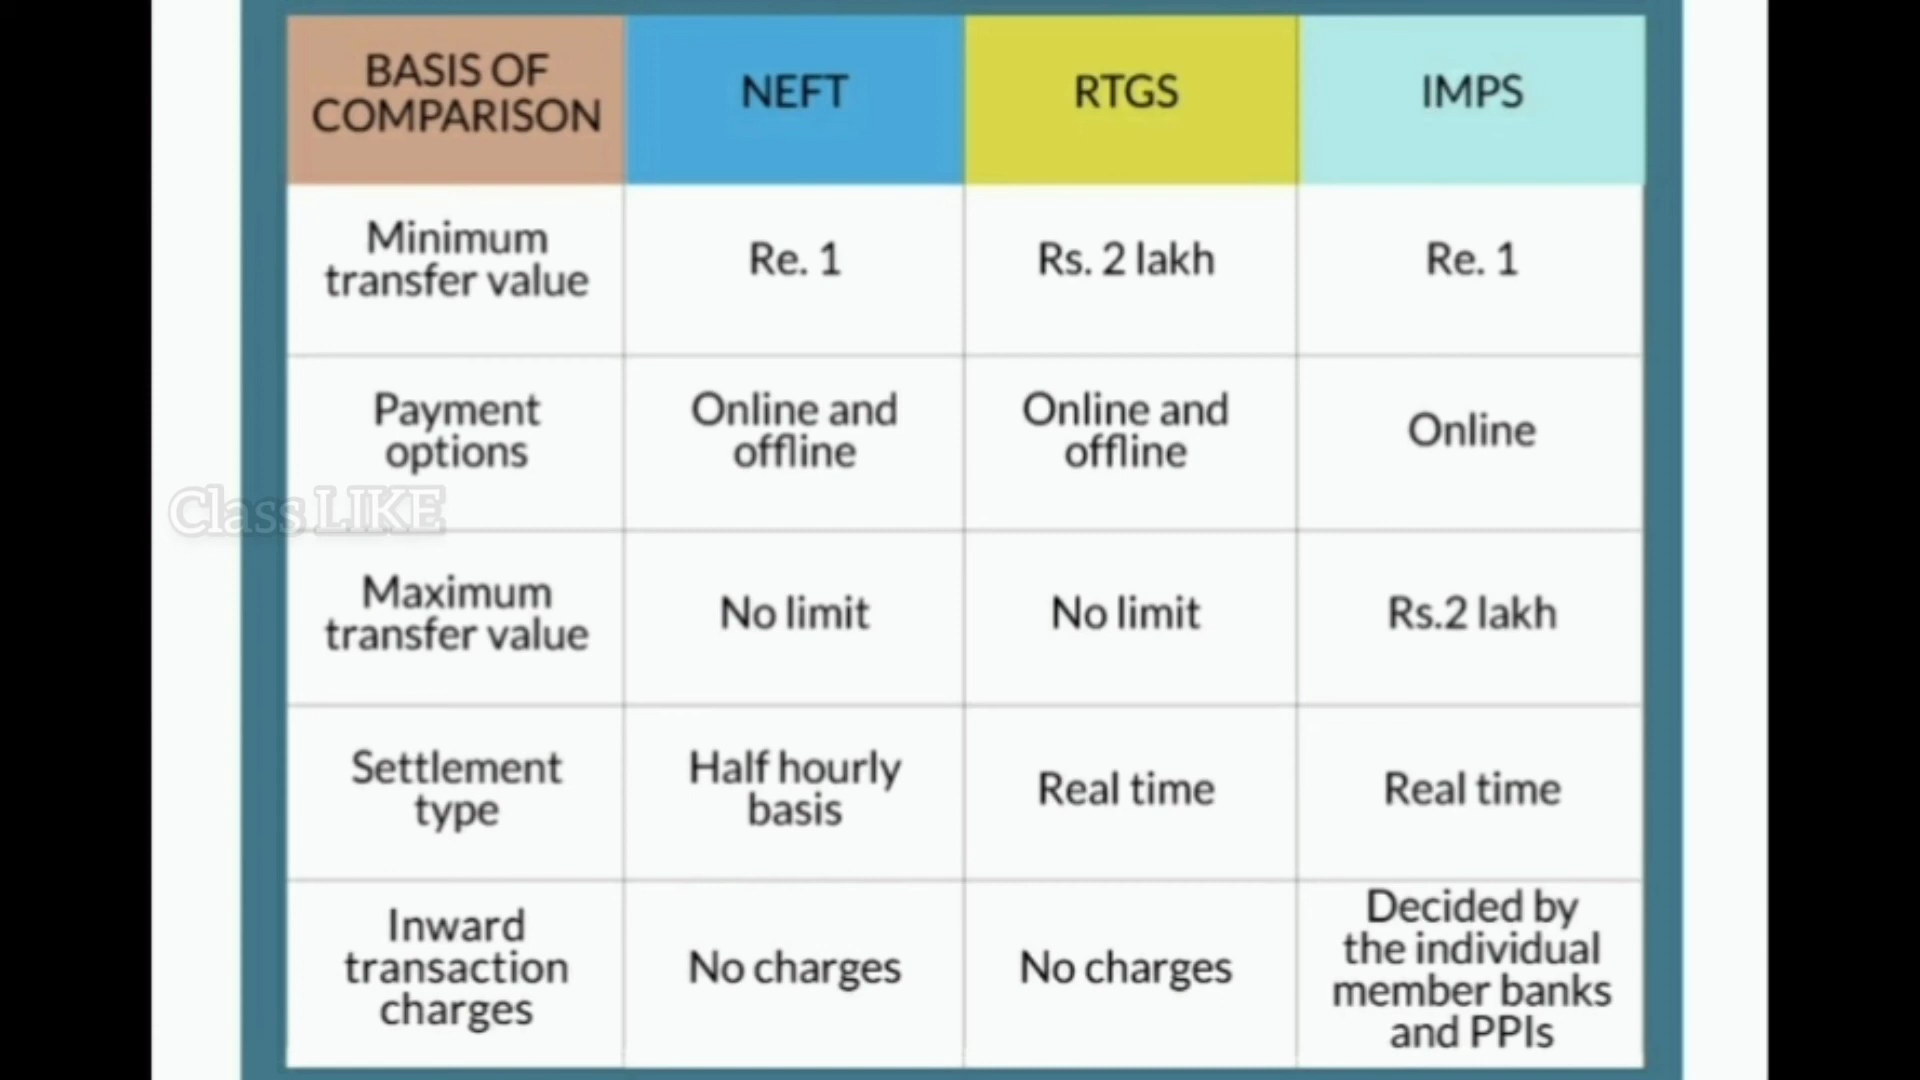 BASIS OF
COMPARISON
NEFT
RTGS
IMPS
Minimum
transfer value
Re. 1
Rs. 2 lakh
Re. 1
Payment
options
Online and
offline
Online and
offline
Online
Class LIKE
Maximum
transfer value
No limit
No limit
Rs.2 lakh
Settlement
type
Half hourly
basis
Real time
Real time
Inward
transaction
charges
No charges
No charges
Decided by
the individual
member banks
and PPIs